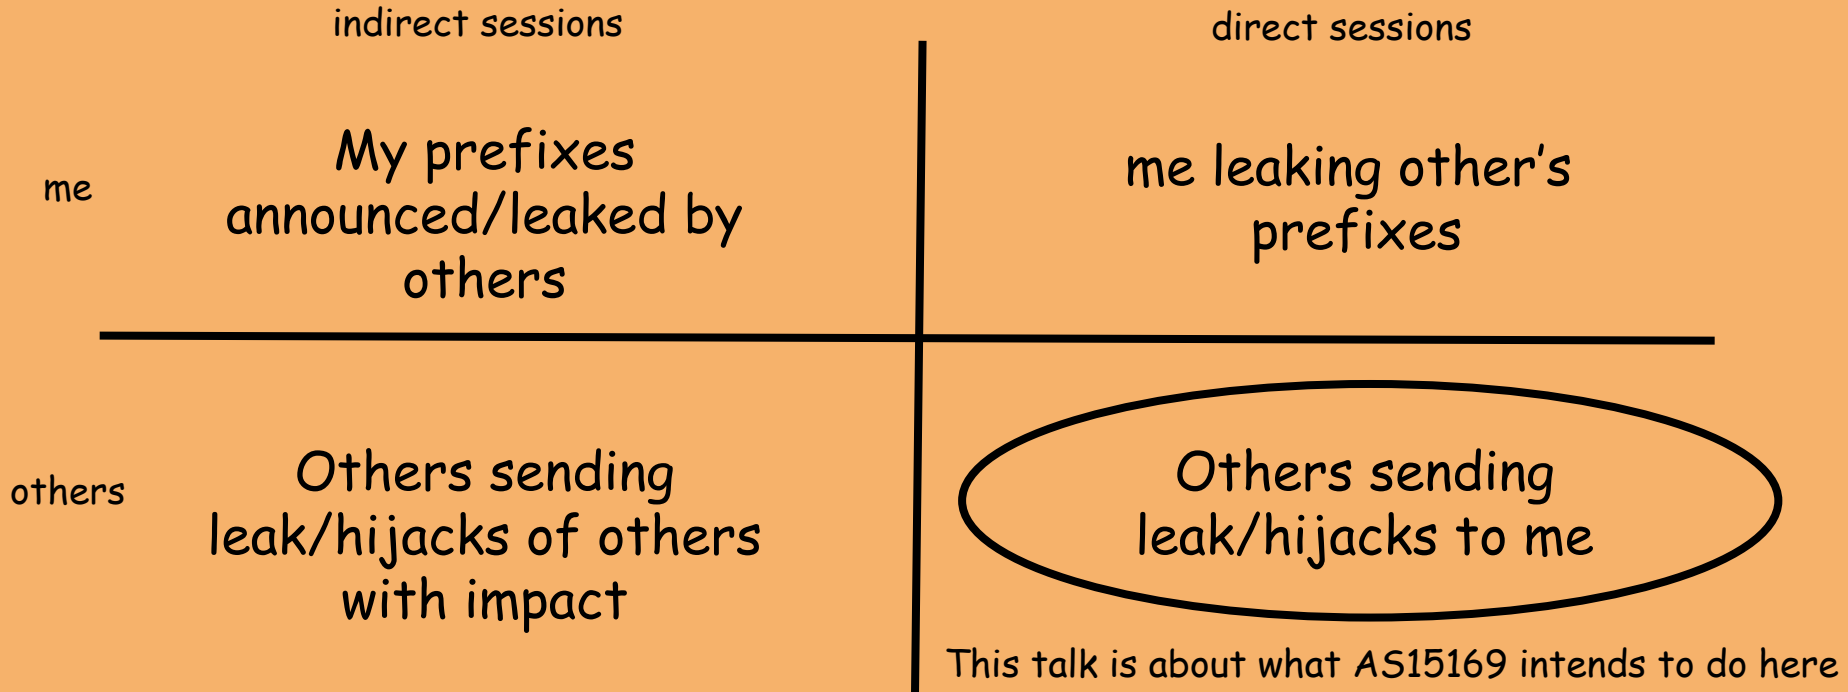 indirect sessions
direct sessions
me
My prefixes
announced/leaked by
others
me leaking other's
prefixes
others
Others sending
leak/hijacks of others
with impact
Others sending
leak/hijacks to me
This talk is about what AS15169 intends to do here